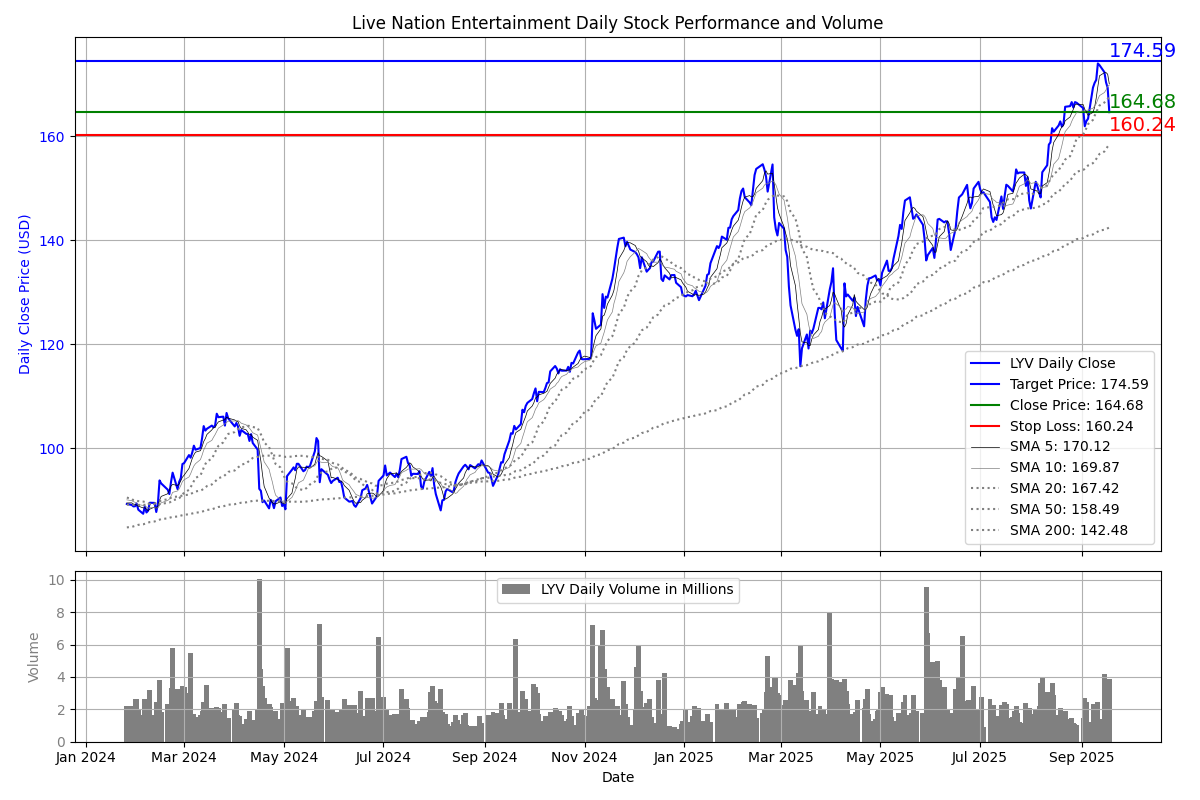 Live Nation Entertainment Daily Stock Performance and Volume
174.59
164.68
160.24
160
140
120
100
Daily Close Price (USD)
LYV Daily Close
Target Price: 174.59
Close Price: 164.68
Stop Loss: 160.24
SMA 5: 170.12
SMA 10: 169.87
SMA 20: 167.42
SMA 50: 158.49
SMA 200: 142.48
LYV Daily Volume in Millions
10
8
6
4
2
0
Volume
Jan 2024 Mar 2024 May 2024 Jul 2024 Sep 2024 Nov 2024 Jan 2025 Mar 2025 May 2025 Jul 2025 Sep 2025
Date